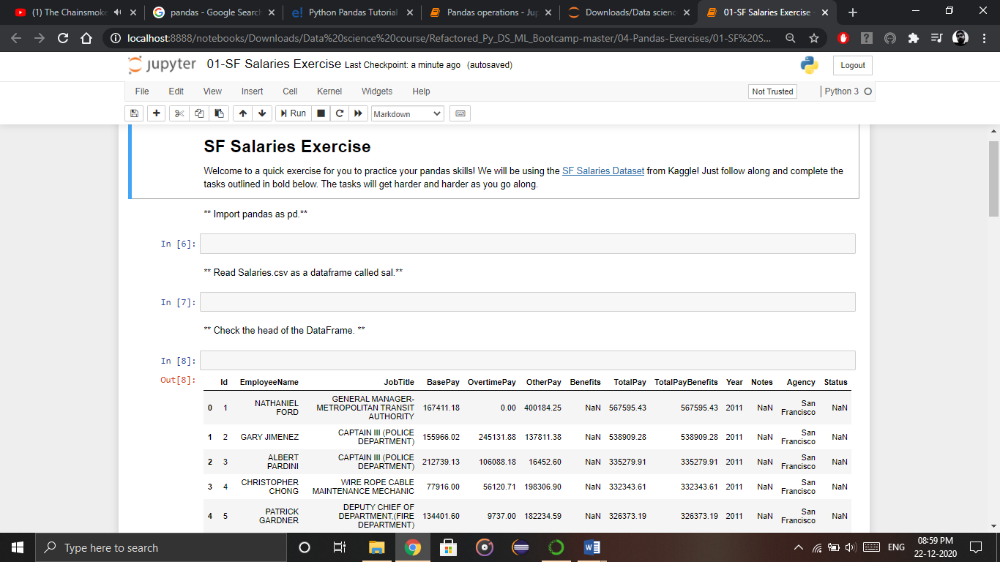 (1) The Chainsmoke
pandas - Google Search
Python Pandas Tutorial
Pandas operations - Jup
Downloads/Data scienc
01-SF Salaries Exercise -
localhost:8888/notebooks/Downloads/Data%20science%20course/Refactored_Py_DS_ML_Bootcamp-master/04-Pandas-Exercises/01-SF%20S...
jupyter 01-SF Salaries Exercise Last Checkpoint: a minute ago (autosaved)
Logout
File Edit View Insert Cell Kernel Widgets Help
Not Trusted
Python 3
Run
Markdown
SF Salaries Exercise
Welcome to a quick exercise for you to practice your pandas skills! We will be using the SF Salaries Dataset from Kaggle! Just follow along and complete the
tasks outlined in bold below. The tasks will get harder and harder as you go along.
** Import pandas as pd.**
In [6]:
** Read Salaries.csv as a dataframe called sal.**
In [7]:
** Check the head of the DataFrame. **
In [8]:
Out[8]:
Id EmployeeName JobTitle BasePay OvertimePay OtherPay Benefits TotalPay TotalPayBenefits Year Notes Agency Status
0 1 NATHANIEL FORD GENERAL MANAGER-METROPOLITAN TRANSIT AUTHORITY 167411.18 0.00 400184.25 NaN 567595.43 567595.43 2011 NaN San Francisco NaN
1 2 GARY JIMENEZ CAPTAIN III (POLICE DEPARTMENT) 155966.02 245131.88 137811.38 NaN 538909.28 538909.28 2011 NaN San Francisco NaN
2 3 ALBERT PARDINI CAPTAIN III (POLICE DEPARTMENT) 212739.13 106088.18 16452.60 NaN 335279.91 335279.91 2011 NaN San Francisco NaN
3 4 CHRISTOPHER CHONG WIRE ROPE CABLE MAINTENANCE MECHANIC 77916.00 56120.71 198306.90 NaN 332343.61 332343.61 2011 NaN San Francisco NaN
4 5 PATRICK GARDNER DEPUTY CHIEF OF DEPARTMENT,(FIRE DEPARTMENT) 134401.60 9737.00 182234.59 NaN 326373.19 326373.19 2011 NaN San Francisco NaN
Type here to search
ENG
08:59 PM
22-12-2020